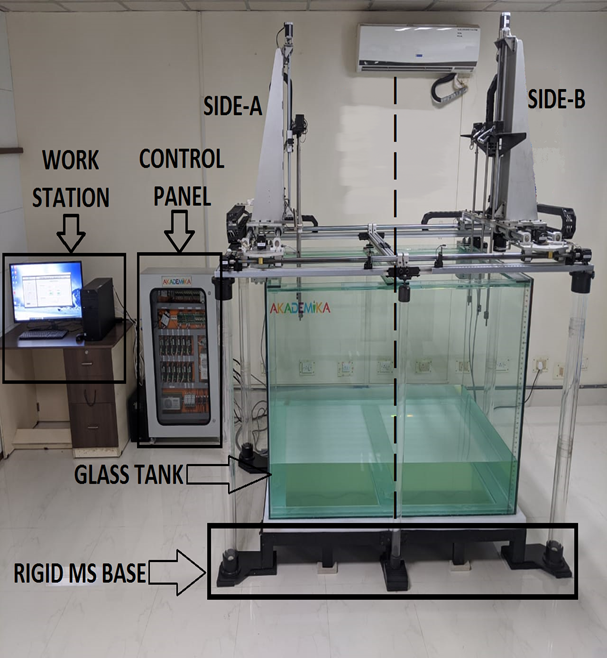 SIDE-A
SIDE-B
WORK
STATION
CONTROL
PANEL
AKADEMIKA
AKADEMIKA
GLASS TANK
RIGID MS BASE